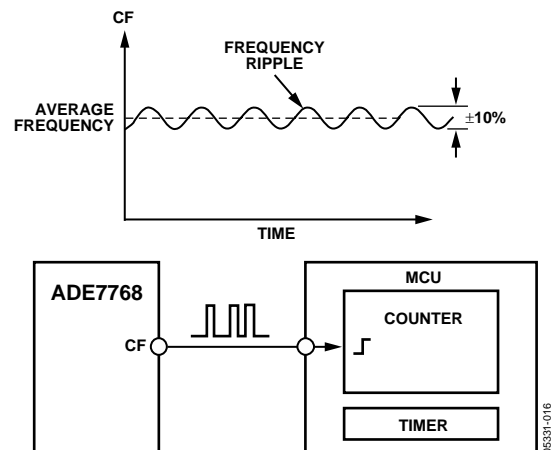 CF
FREQUENCY
RIPPLE
AVERAGE
FREQUENCY
±10%
TIME
ADE7768
CF
MCU
COUNTER
TIMER
05331-016